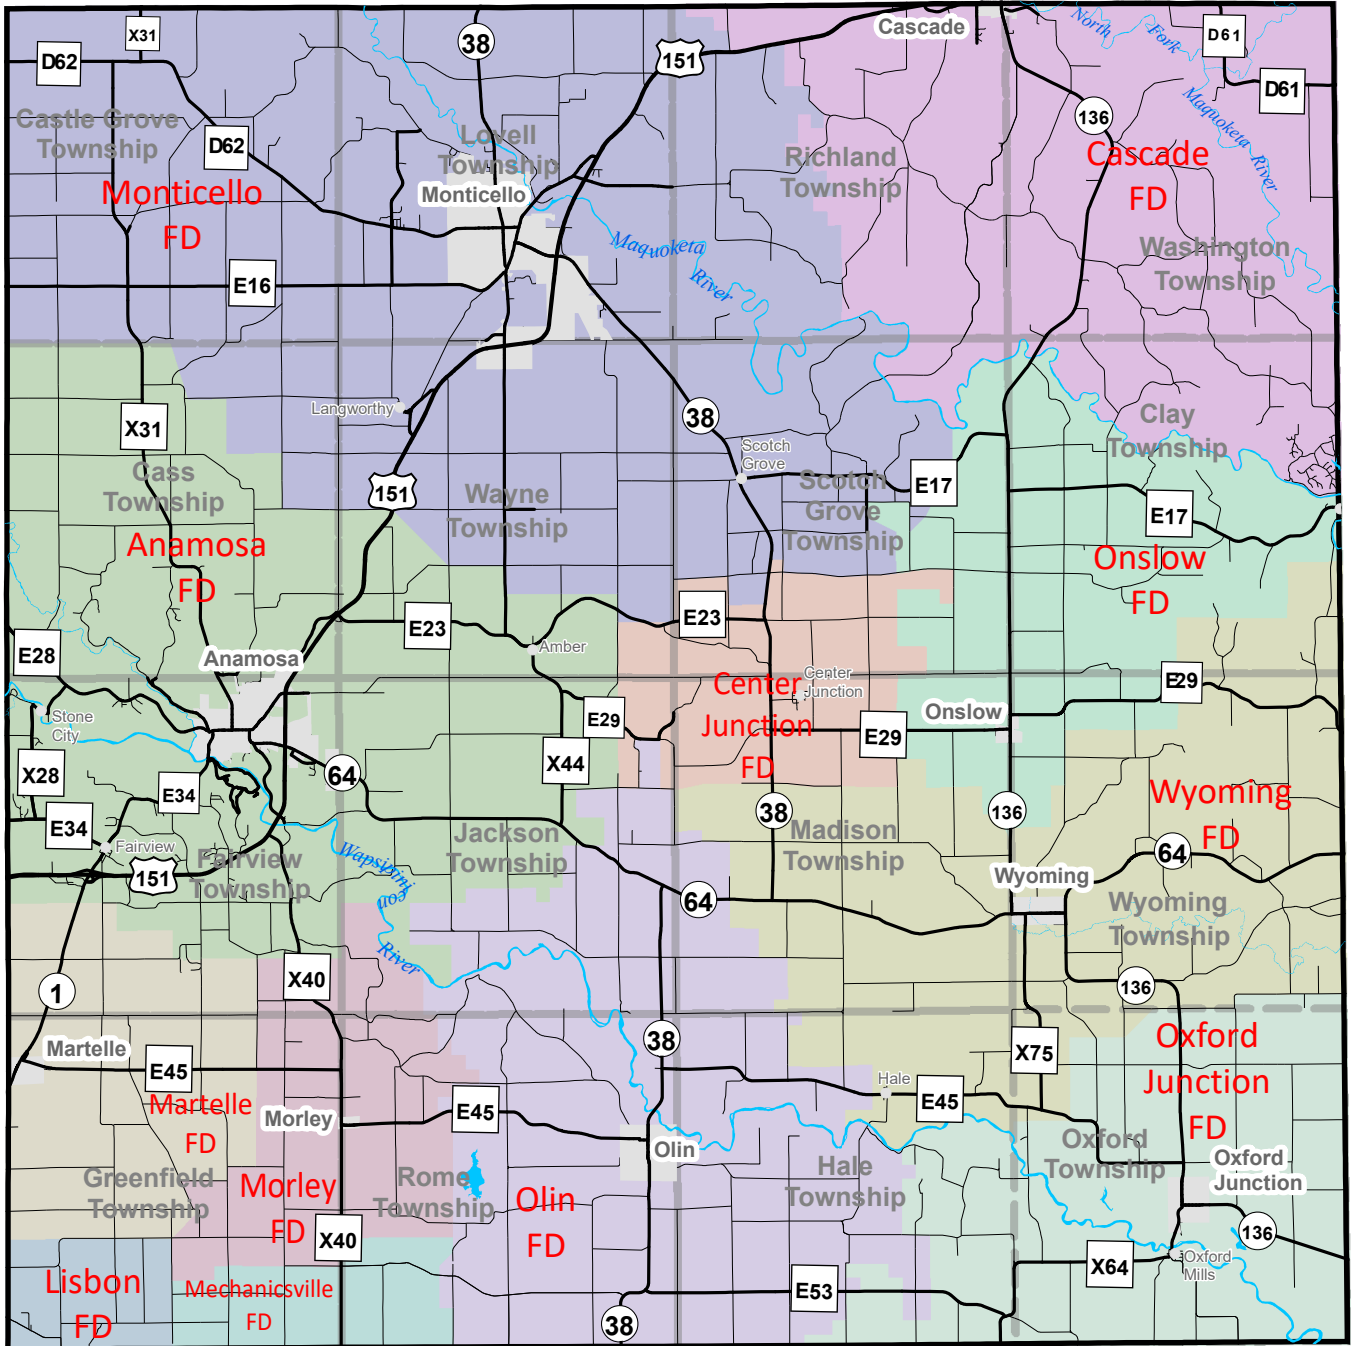 Cascade
North
Fork
Maquoketa
River
X31
38
151
D61
D62
D61
136
Castle Grove
Township
D62
Lovell
Township
Richland
Township
Cascade
FD
Monticello
FD
Monticello
Washington
Township
Maquoketa
River
E16
Langworthy
X31
38
Clay
Township
Scotch
Grove
Cass
Township
151
Wayne
Township
Scotch
Grove
Township
E17
E17
Anamosa
FD
Onslow
FD
E23
E23
E28
Anamosa
Amber
Center
Junction
FD
Center
Junction
E29
Onslow
Stone
City
E29
E29
X28
64
X44
E34
Wyoming
FD
E34
38
136
Fairview
Jackson
Township
Madison
Township
151
Fairview
Township
Wapsipini
con
River
64
64
Wyoming
Wyoming
Township
X40
1
136
Martelle
38
X75
Oxford
Junction
FD
E45
Martelle
FD
Hale
E45
E45
Morley
Olin
Oxford
Township
Oxford
Junction
Greenfield
Township
Morley
FD
Rome
Township
Olin
FD
Hale
Township
X40
136
Lisbon
FD
Mechanicsville
FD
X64
Oxford
Mills
E53
38